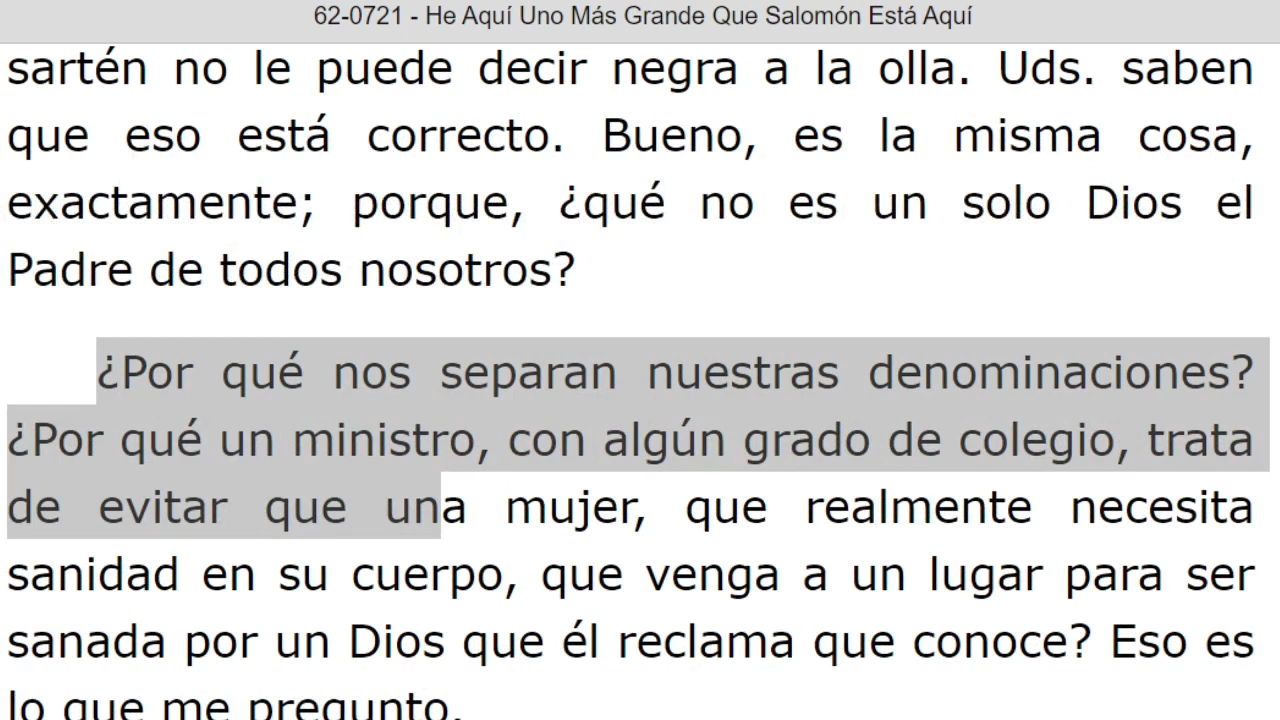 62-0721 - He Aquí Uno Más Grande Que Salomón Está Aquí
sartén no le puede decir negra a la olla. Uds. saben
que eso está correcto. Bueno, es la misma cosa,
exactamente; porque, ¿qué no es un solo Dios el
Padre de todos nosotros?
¿Por qué nos separan nuestras denominaciones?
¿Por qué un ministro, con algún grado de colegio, trata
de evitar que una mujer, que realmente necesita
sanidad en su cuerpo, que venga a un lugar para ser
sanada por un Dios que él reclama que conoce? Eso es
lo que me pregunto.